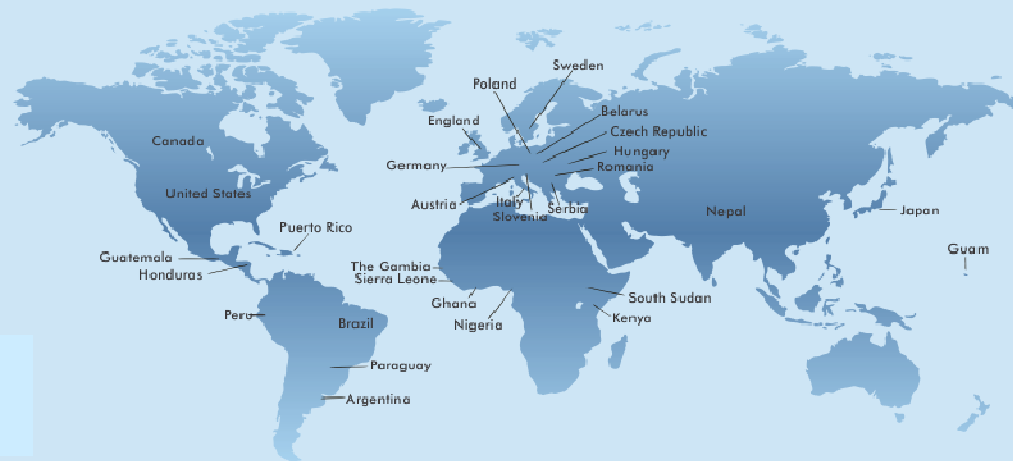 Sweden
Poland
Belarus
England
Czech Republic
Canada
Hungary
Germany
Romania
United States
Austria
Italy
Serbia
Slovenia
Nepal
Japan
Puerto Rico
Guam
Guatemala
Honduras
The Gambia
Sierra Leone
Ghana
South Sudan
Nigeria
Kenya
Peru
Brazil
Paraguay
Argentina